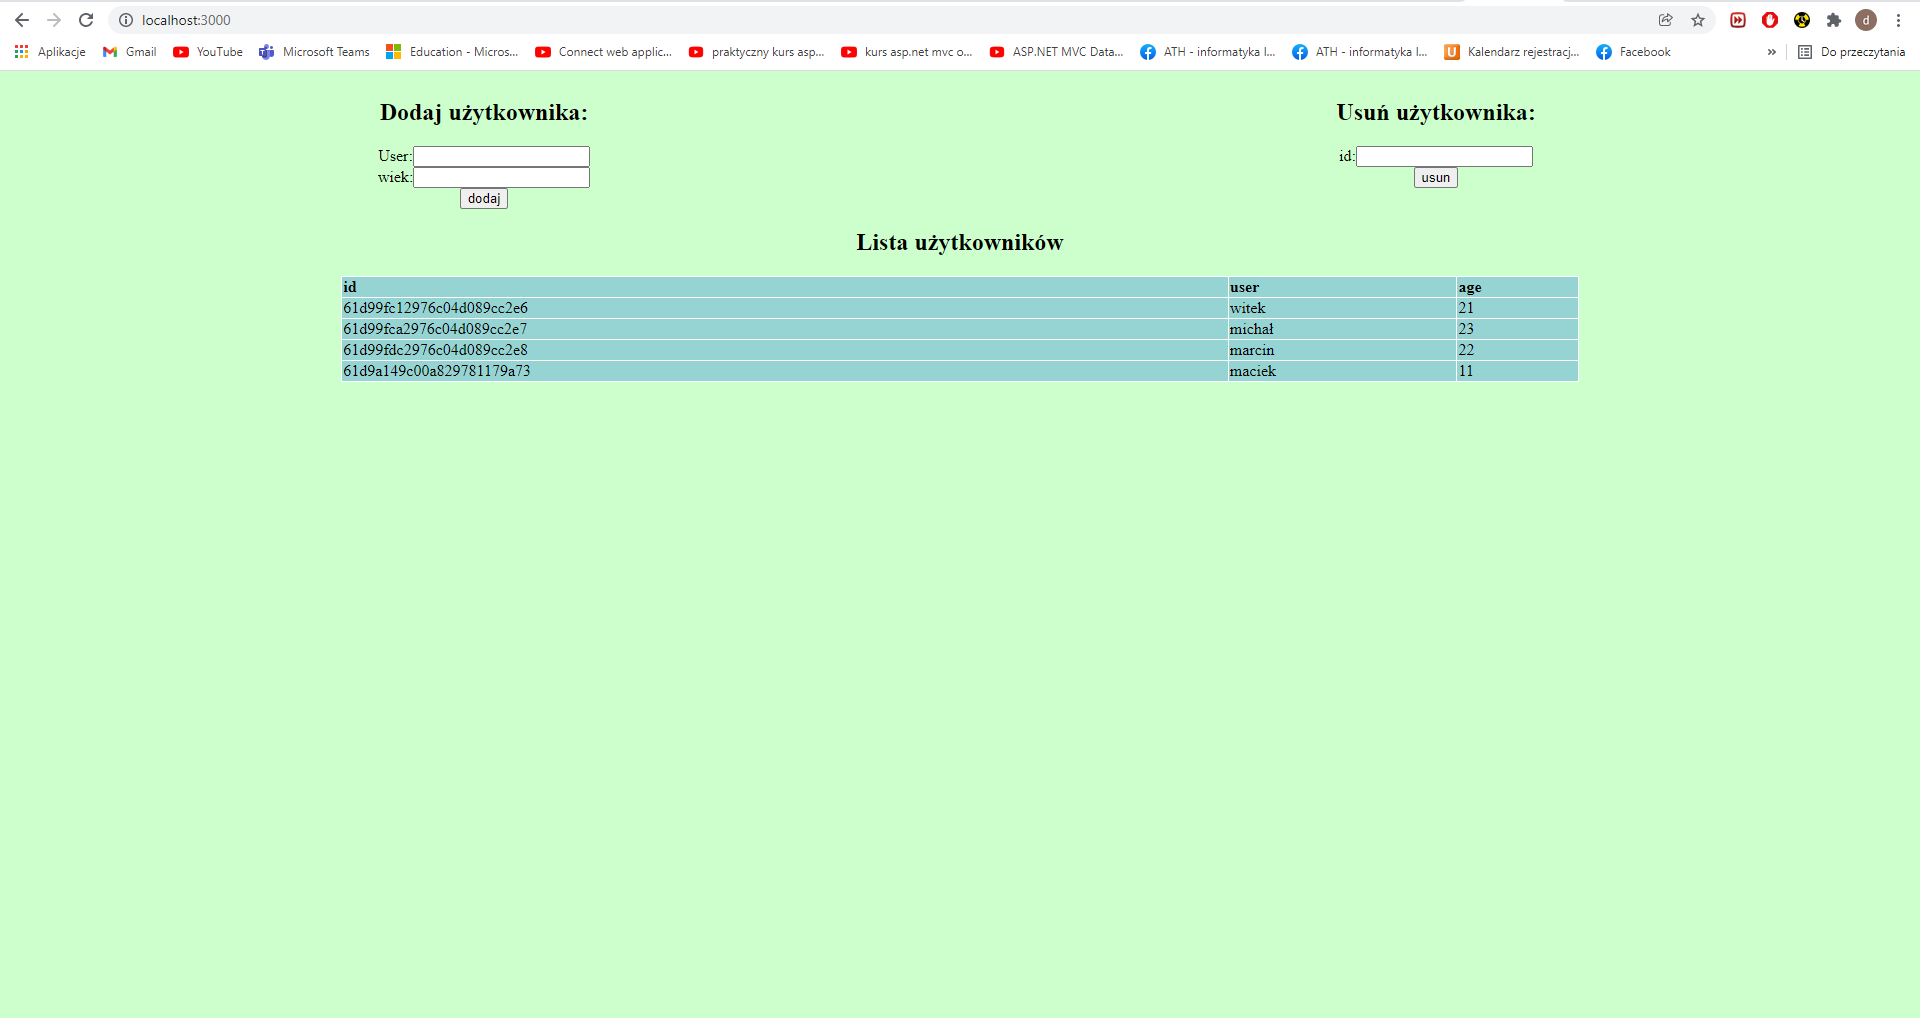 localhost:3000
d
Aplikacje Gmail YouTube Microsoft Teams Education - Micros... Connect web applic... praktyczny kurs asp... kurs asp.net mvc o... ASP.NET MVC Data... ATH - informatyka I... ATH - informatyka I... Kalendarz rejestracj... Facebook » Do przeczytania
Dodaj użytkownika:
User:
wiek:
dodaj
Usuń użytkownika:
id:
usun
Lista użytkowników
id user age
61d99fc12976c04d089cc2e6 witek 21
61d99fca2976c04d089cc2e7 michał 23
61d99fdc2976c04d089cc2e8 marcin 22
61d9a149c00a829781179a73 maciek 11